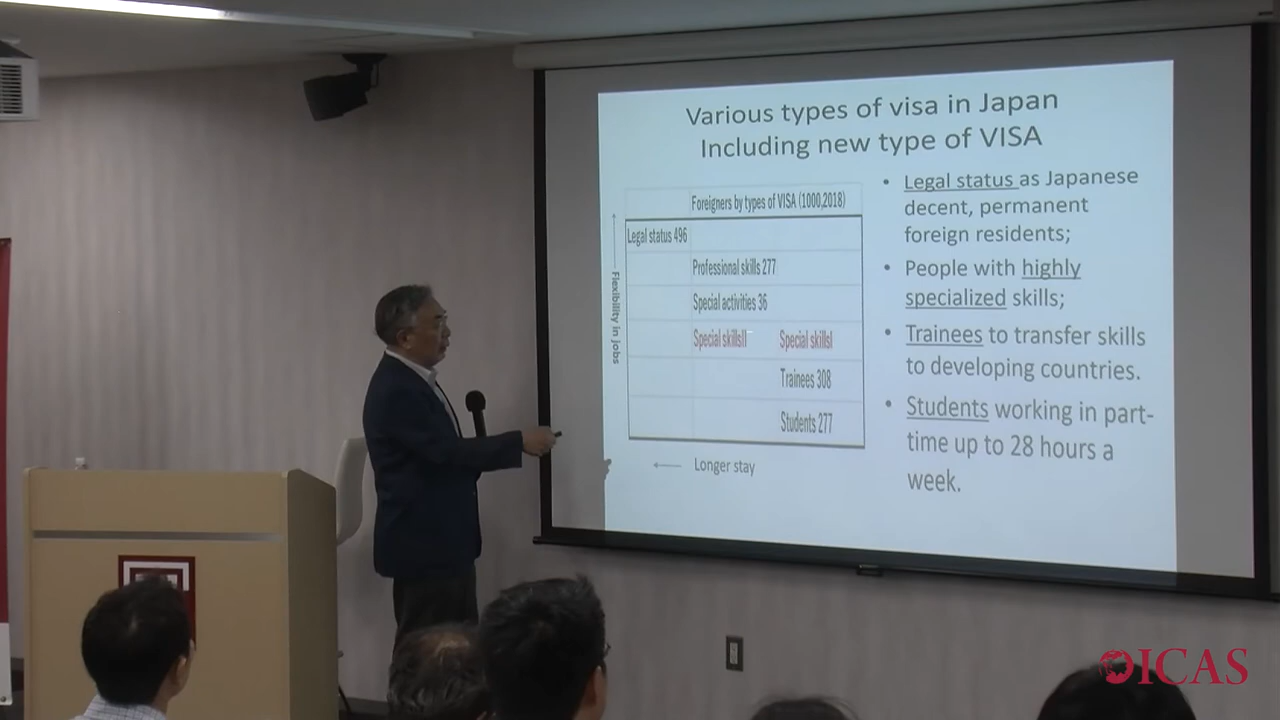 Various types of visa in Japan
Including new type of VISA
Foreigners by types of VISA (1000,2018)
Legal status 496
Professional skills 277
Special activities 36
Special skillsII Special skillsI
Trainees 308
Students 277
Flexibility in jobs
Longer stay
• Legal status as Japanese
decent, permanent
foreign residents;
• People with highly
specialized skills;
• Trainees to transfer skills
to developing countries.
• Students working in part-
time up to 28 hours a
week.
ICAS